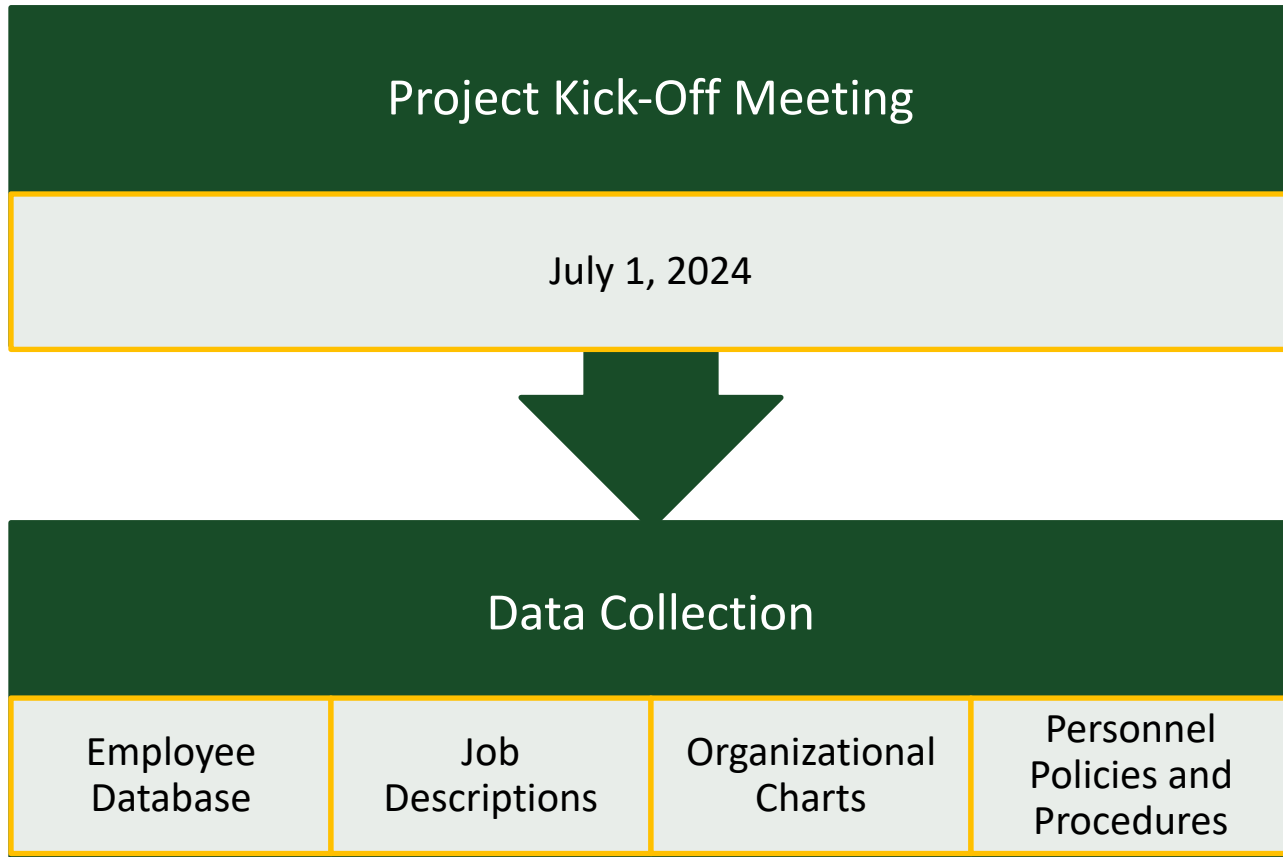 Project Kick-Off Meeting
July 1, 2024
Data Collection
Employee
Database
Job
Descriptions
Organizational
Charts
Personnel
Policies and
Procedures